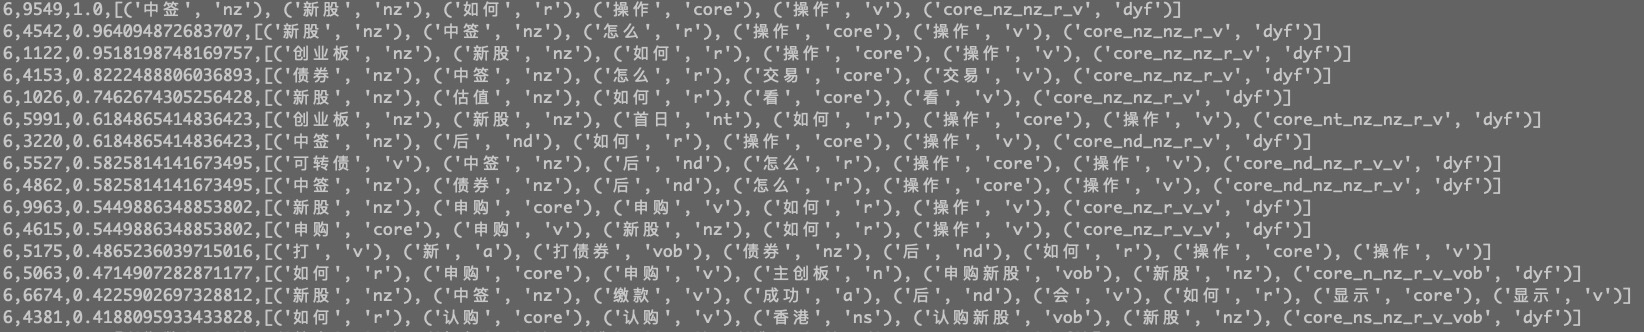 6,9549,1.0,[('中签', 'nz'), ('新股', 'nz'), ('如何', 'r'), ('操作', 'core'), ('操作', 'v'), ('core_nz_nz_r_v', 'dyf')]
6,4542,0.964094872683707,[('新股', 'nz'), ('中签', 'nz'), ('怎么', 'r'), ('操作', 'core'), ('操作', 'v'), ('core_nz_nz_r_v', 'dyf')]
6,1122,0.9518198748169757,[('创业板', 'nz'), ('新股', 'nz'), ('如何', 'r'), ('操作', 'core'), ('操作', 'v'), ('core_nz_nz_r_v', 'dyf')]
6,4153,0.8222488806036893,[('债券', 'nz'), ('中签', 'nz'), ('怎么', 'r'), ('交易', 'core'), ('交易', 'v'), ('core_nz_nz_r_v', 'dyf')]
6,1026,0.7462674305256428,[('新股', 'nz'), ('估值', 'nz'), ('如何', 'r'), ('看', 'core'), ('看', 'v'), ('core_nz_nz_r_v', 'dyf')]
6,5991,0.6184865414836423,[('创业板', 'nz'), ('新股', 'nz'), ('首日', 'nt'), ('如何', 'r'), ('操作', 'core'), ('操作', 'v'), ('core_nt_nz_nz_r_v', 'dyf')]
6,3220,0.6184865414836423,[('中签', 'nz'), ('后', 'nd'), ('如何', 'r'), ('操作', 'core'), ('操作', 'v'), ('core_nd_nz_r_v', 'dyf')]
6,5527,0.5825814141673495,[('可转债', 'v'), ('中签', 'nz'), ('后', 'nd'), ('怎么', 'r'), ('操作', 'core'), ('操作', 'v'), ('core_nd_nz_r_v_v', 'dyf')]
6,4862,0.5825814141673495,[('中签', 'nz'), ('债券', 'nz'), ('后', 'nd'), ('怎么', 'r'), ('操作', 'core'), ('操作', 'v'), ('core_nd_nz_nz_r_v', 'dyf')]
6,9963,0.5449886348853802,[('新股', 'nz'), ('申购', 'core'), ('申购', 'v'), ('如何', 'r'), ('操作', 'v'), ('core_nz_r_v_v', 'dyf')]
6,4615,0.5449886348853802,[('申购', 'core'), ('申购', 'v'), ('新股', 'nz'), ('如何', 'r'), ('操作', 'v'), ('core_nz_r_v_v', 'dyf')]
6,5175,0.4865236039715016,[('打', 'v'), ('新', 'a'), ('打债券', 'vob'), ('债券', 'nz'), ('后', 'nd'), ('如何', 'r'), ('操作', 'core'), ('操作', 'v')]
6,5063,0.4714907282871177,[('如何', 'r'), ('申购', 'core'), ('申购', 'v'), ('主创板', 'n'), ('申购新股', 'vob'), ('新股', 'nz'), ('core_n_nz_r_v_vob', 'dyf')]
6,6674,0.4225902697328812,[('新股', 'nz'), ('中签', 'nz'), ('缴款', 'v'), ('成功', 'a'), ('后', 'nd'), ('会', 'v'), ('如何', 'r'), ('显示', 'core'), ('显示', 'v')]
6,4381,0.4188095933433828,[('如何', 'r'), ('认购', 'core'), ('认购', 'v'), ('香港', 'ns'), ('认购新股', 'vob'), ('新股', 'nz'), ('core_ns_nz_r_v_vob', 'dyf')]